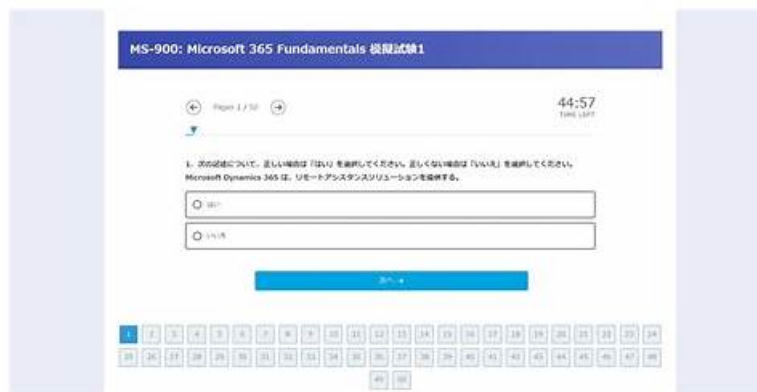 MS-900: Microsoft 365 Fundamentals 模擬試験1
Pages 1 / 50
44:57
TIME LEFT
1. 次の記述について、正しい場合は「はい」を選択してください。正しくない場合は「いいえ」を選択してください。
Microsoft Dynamics 365 は、リモートアシスタンスソリューションを提供する。
はい
いいえ
次へ
1 2 3 4 5 6 7 8 9 10 11 12 13 14 15 16 17 18 19 20 21 22 23 24
25 26 27 28 29 30 31 32 33 34 35 36 37 38 39 40 41 42 43 44 45 46 47 48
49 50